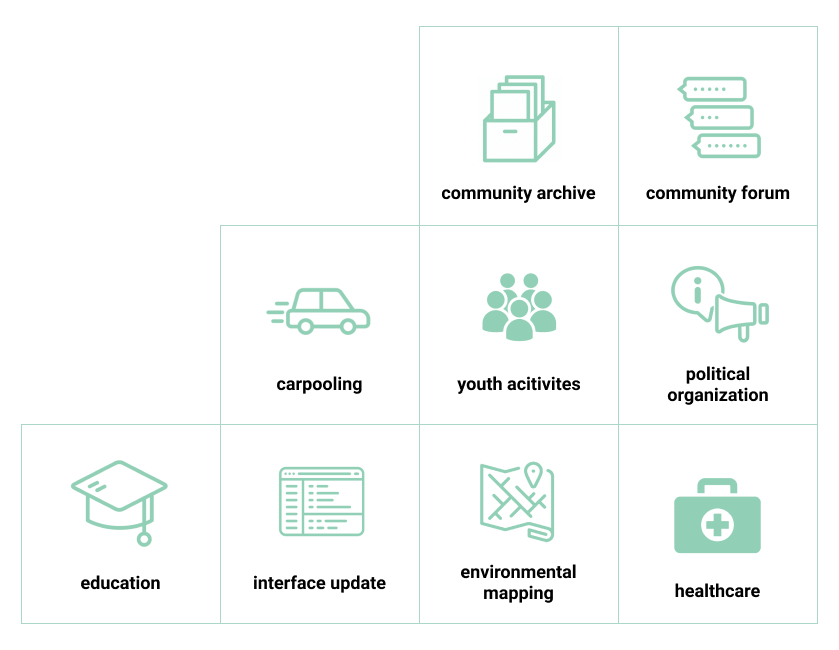 community archive
community forum
carpooling
youth acitivites
political
organization
education
interface update
environmental
mapping
healthcare